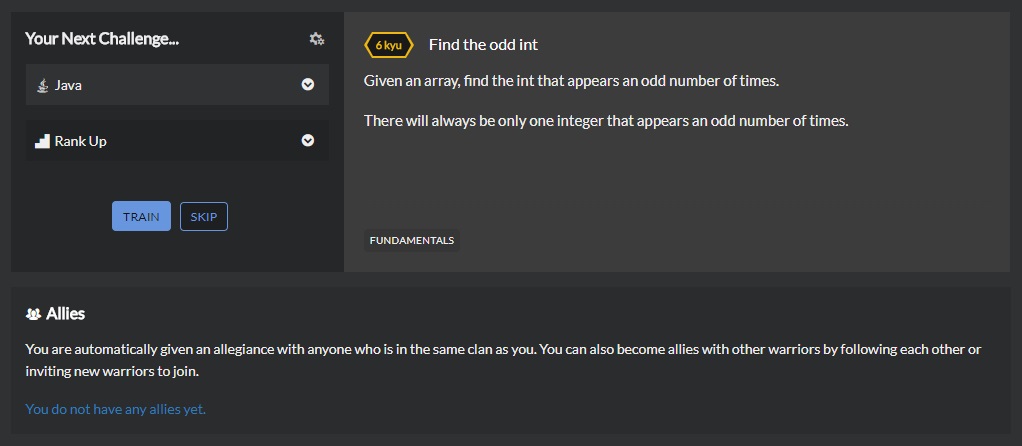 Your Next Challenge...
Java
Rank Up
TRAIN
SKIP
6 kyu
Find the odd int
Given an array, find the int that appears an odd number of times.
There will always be only one integer that appears an odd number of times.
FUNDAMENTALS
Allies
You are automatically given an allegiance with anyone who is in the same clan as you. You can also become allies with other warriors by following each other or
inviting new warriors to join.
You do not have any allies yet.